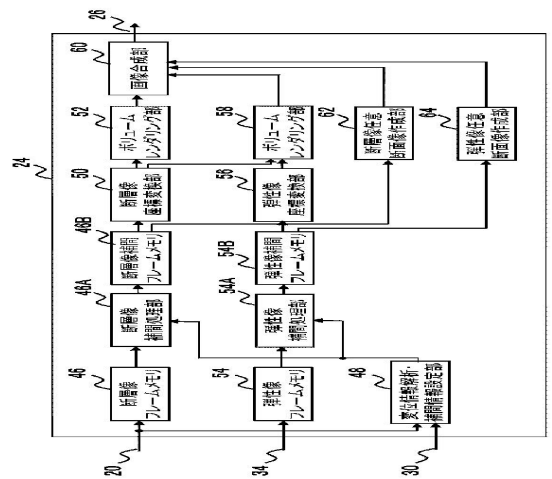 24
20
46
断層像
フレームメモリ
46A
断層像
補間処理部
46B
断層像補間
フレームメモリ
50
断層像
座標変換部
52
ボリューム
レンダリング部
60
画像合成部
26
34
54
弾性像
フレームメモリ
54A
弾性像
補間処理部
54B
弾性像補間
フレームメモリ
56
弾性像
座標変換部
58
ボリューム
レンダリング部
62
断層像任意
断面像作成部
64
弾性像任意
断面像作成部
30
48
変位情報解析・
補間情報設定部